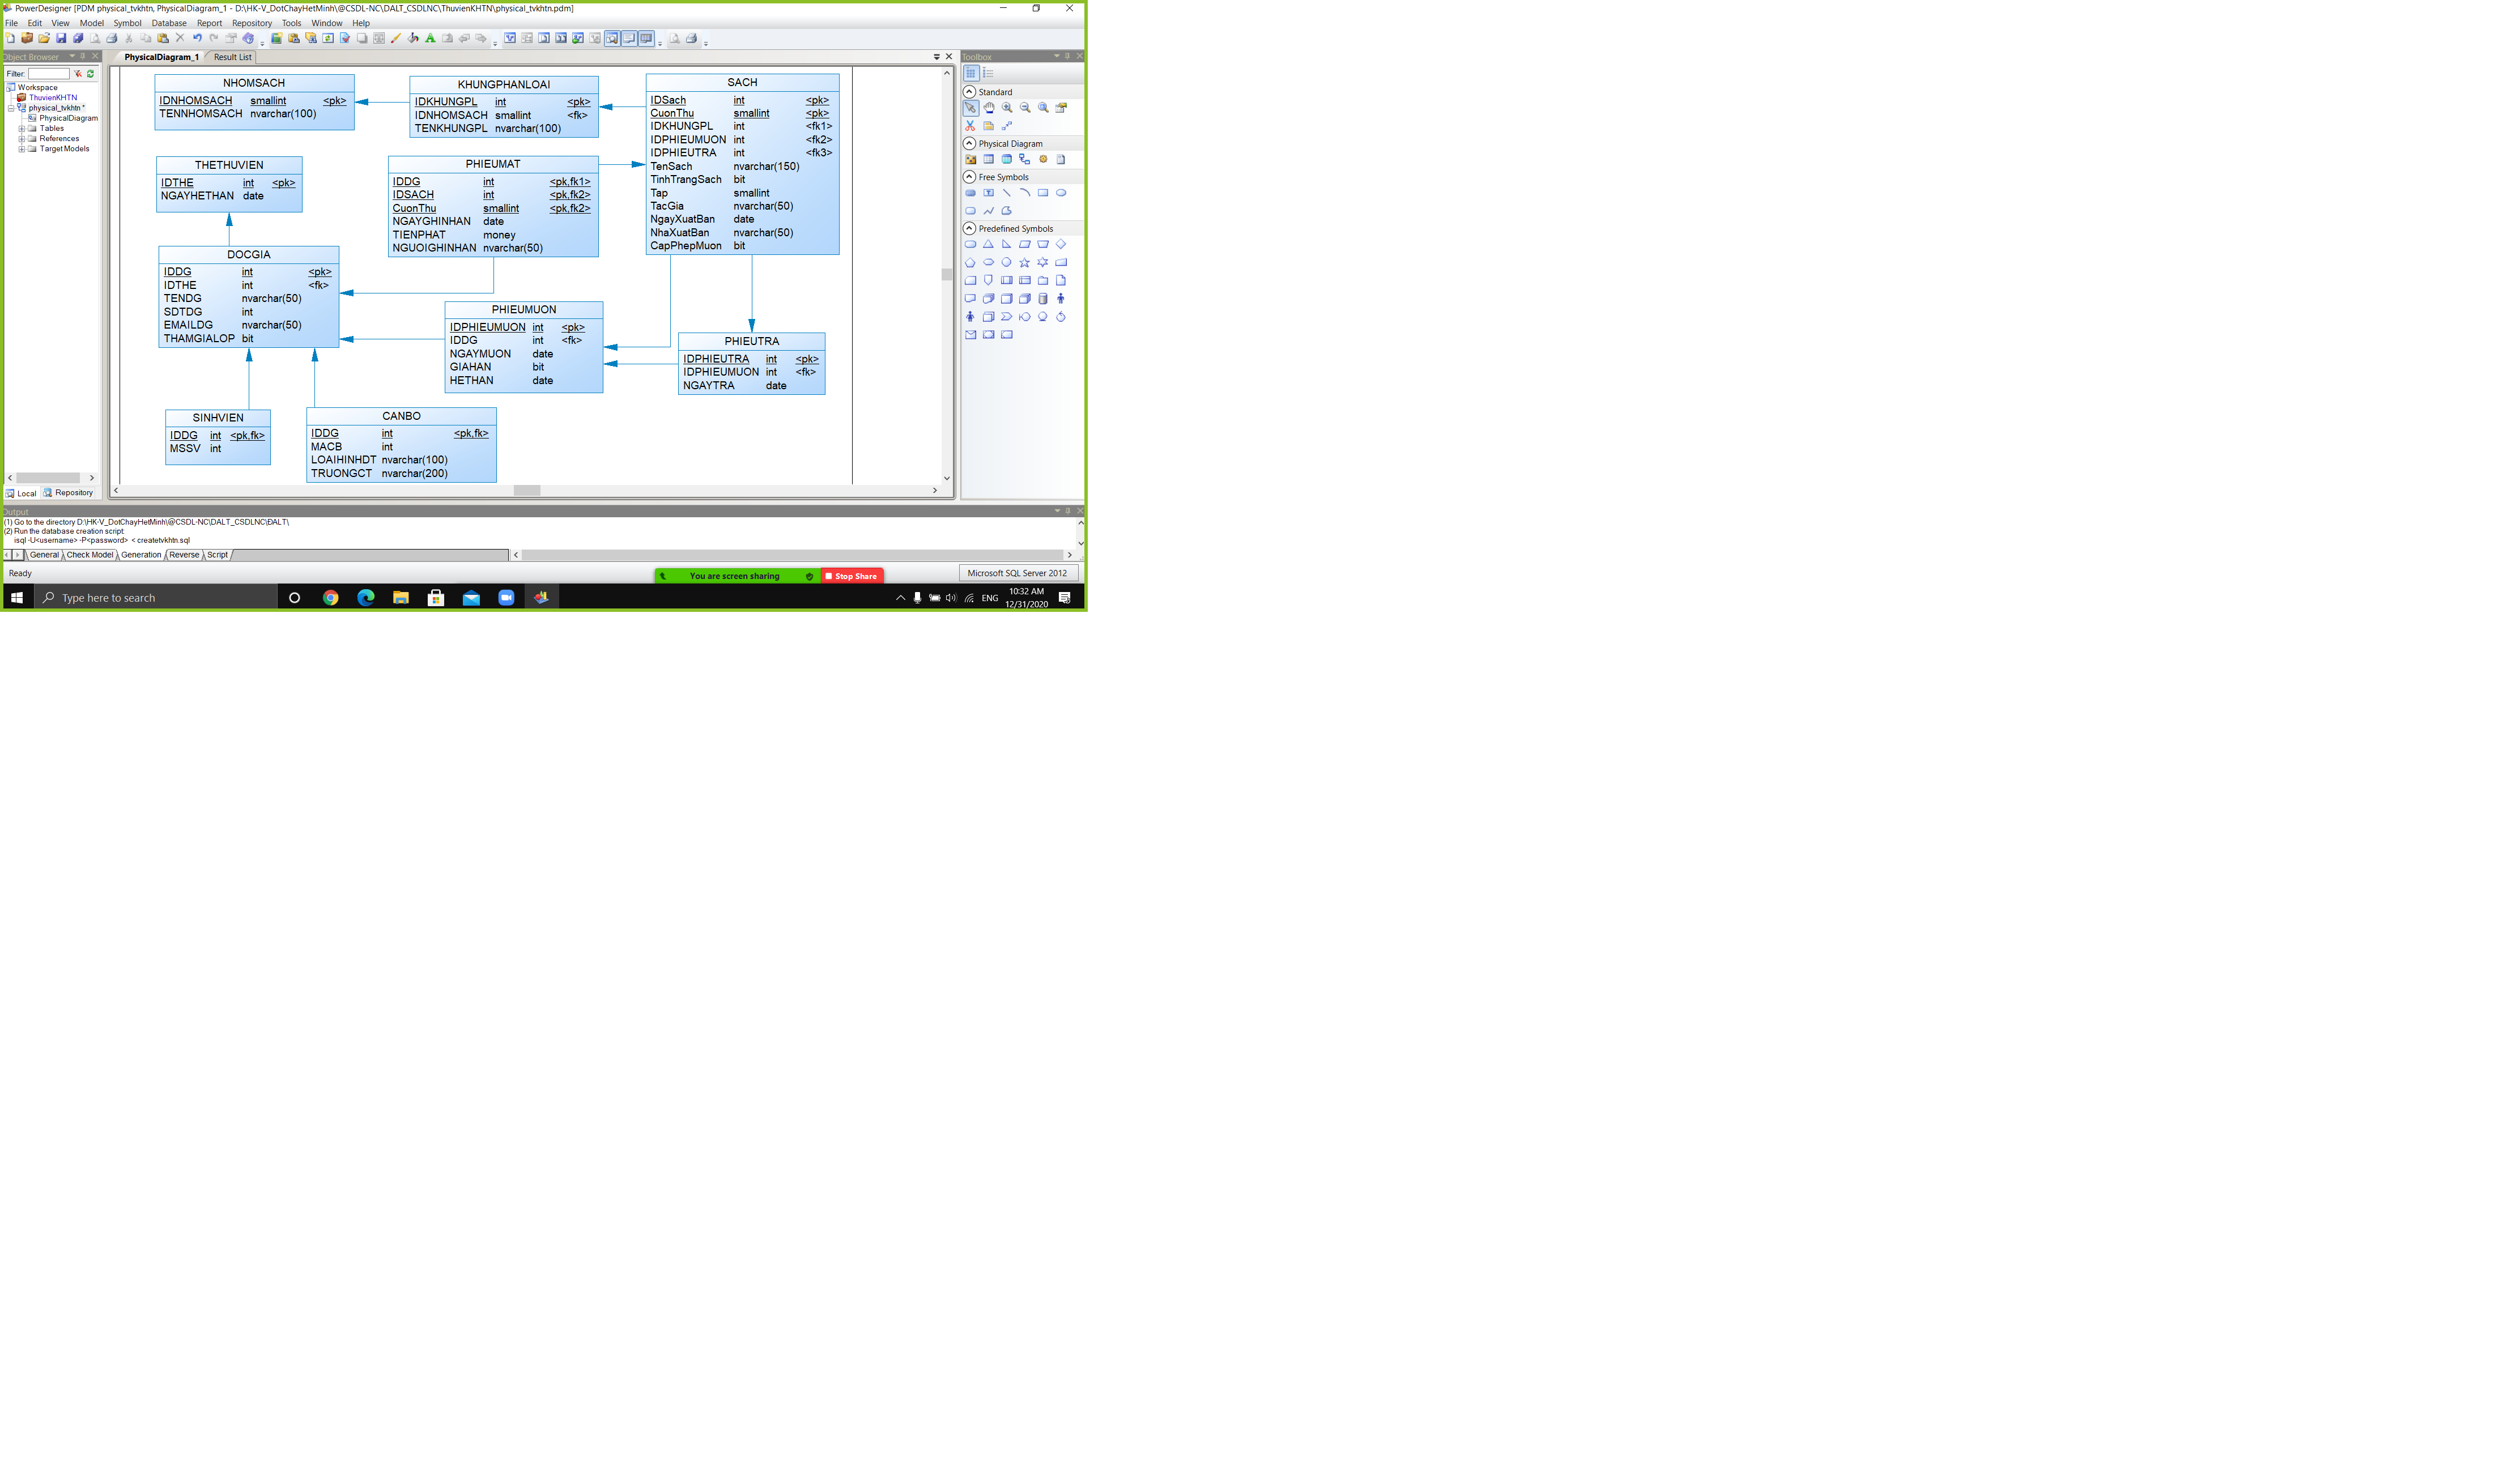 PowerDesigner [PDM physical_tvkhtn, PhysicalDiagram_1 - D:\HK-V_DotChayHetMinh\@CSDL-NC\DALT_CSDLNC\ThuvienKHTN\physical_tvkhtn.pdm]
File Edit View Model Symbol Database Report Repository Tools Window Help
Object Browser
Filter:
Workspace
ThuvienKHTN
physical_tvkhtn *
PhysicalDiagram
Tables
References
Target Models
Local Repository
PhysicalDiagram_1 Result List
NHOMSACH
IDNHOMSACH smallint <pk>
TENNHOMSACH nvarchar(100)
KHUNGPHANLOAI
IDKHUNGPL int <pk>
IDNHOMSACH smallint <fk>
TENKHUNGPL nvarchar(100)
SACH
IDSach int <pk>
CuonThu smallint <pk>
IDKHUNGPL int <fk1>
IDPHIEUMUON int <fk2>
IDPHIEUTRA int <fk3>
TenSach nvarchar(150)
TinhTrangSach bit
Tap smallint
TacGia nvarchar(50)
NgayXuatBan date
NhaXuatBan nvarchar(50)
CapPhepMuon bit
THETHUVIEN
IDTHE int <pk>
NGAYHETHAN date
PHIEUMAT
IDDG int <pk,fk1>
IDSACH int <pk,fk2>
CuonThu smallint <pk,fk2>
NGAYGHINHAN date
TIENPHAT money
NGUOIGHINHAN nvarchar(50)
DOCGIA
IDDG int <pk>
IDTHE int <fk>
TENDG nvarchar(50)
SDTDG int
EMAILDG nvarchar(50)
THAMGIALOP bit
PHIEUMUON
IDPHIEUMUON int <pk>
IDDG int <fk>
NGAYMUON date
GIAHAN bit
HETHAN date
PHIEUTRA
IDPHIEUTRA int <pk>
IDPHIEUMUON int <fk>
NGAYTRA date
SINHVIEN
IDDG int <pk,fk>
MSSV int
CANBO
IDDG int <pk,fk>
MACB int
LOAIHINHDT nvarchar(100)
TRUONGCT nvarchar(200)
Toolbox
Standard
Physical Diagram
Free Symbols
Predefined Symbols
Output
(1) Go to the directory D:\HK-V_DotChayHetMinh\@CSDL-NC\DALT_CSDLNC\ĐALT\
(2) Run the database creation script:
isql -U<username> -P<password> < createtvkhtn.sql
General Check Model Generation Reverse Script
Ready
You are screen sharing Stop Share
Microsoft SQL Server 2012
Type here to search
ENG
10:32 AM
12/31/2020